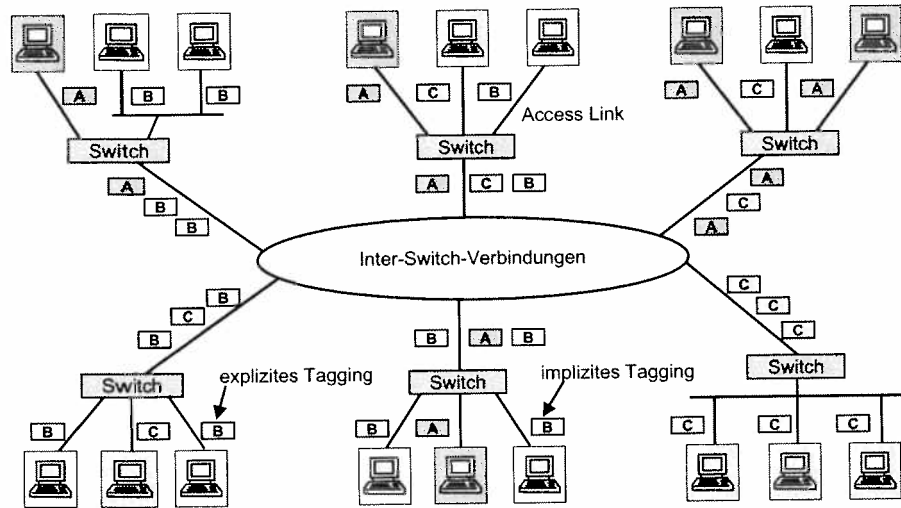 A B B
A C B
A C A
Access Link
Switch
Switch
Switch
A
B
B
A C B
A
C
A
Inter-Switch-Verbindungen
B
C
B
B A B
C
C
C
Switch
Switch
Switch
explizites Tagging
implizites Tagging
B C B
B A B
C C C